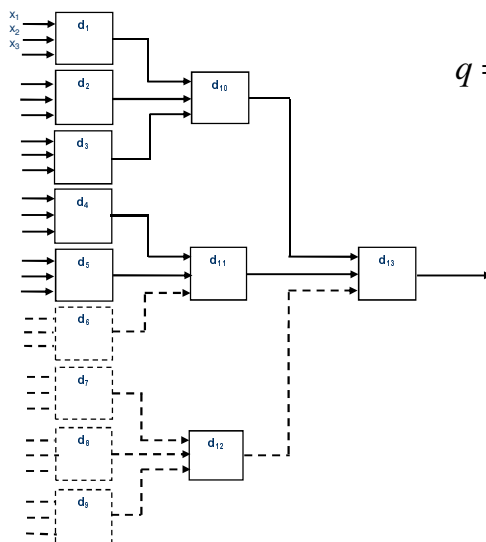 x₁
x₂
x₃
d₁
d₂
d₃
d₄
d₅
d₆
d₇
d₈
d₉
d₁₀
d₁₁
d₁₂
d₁₃
q =